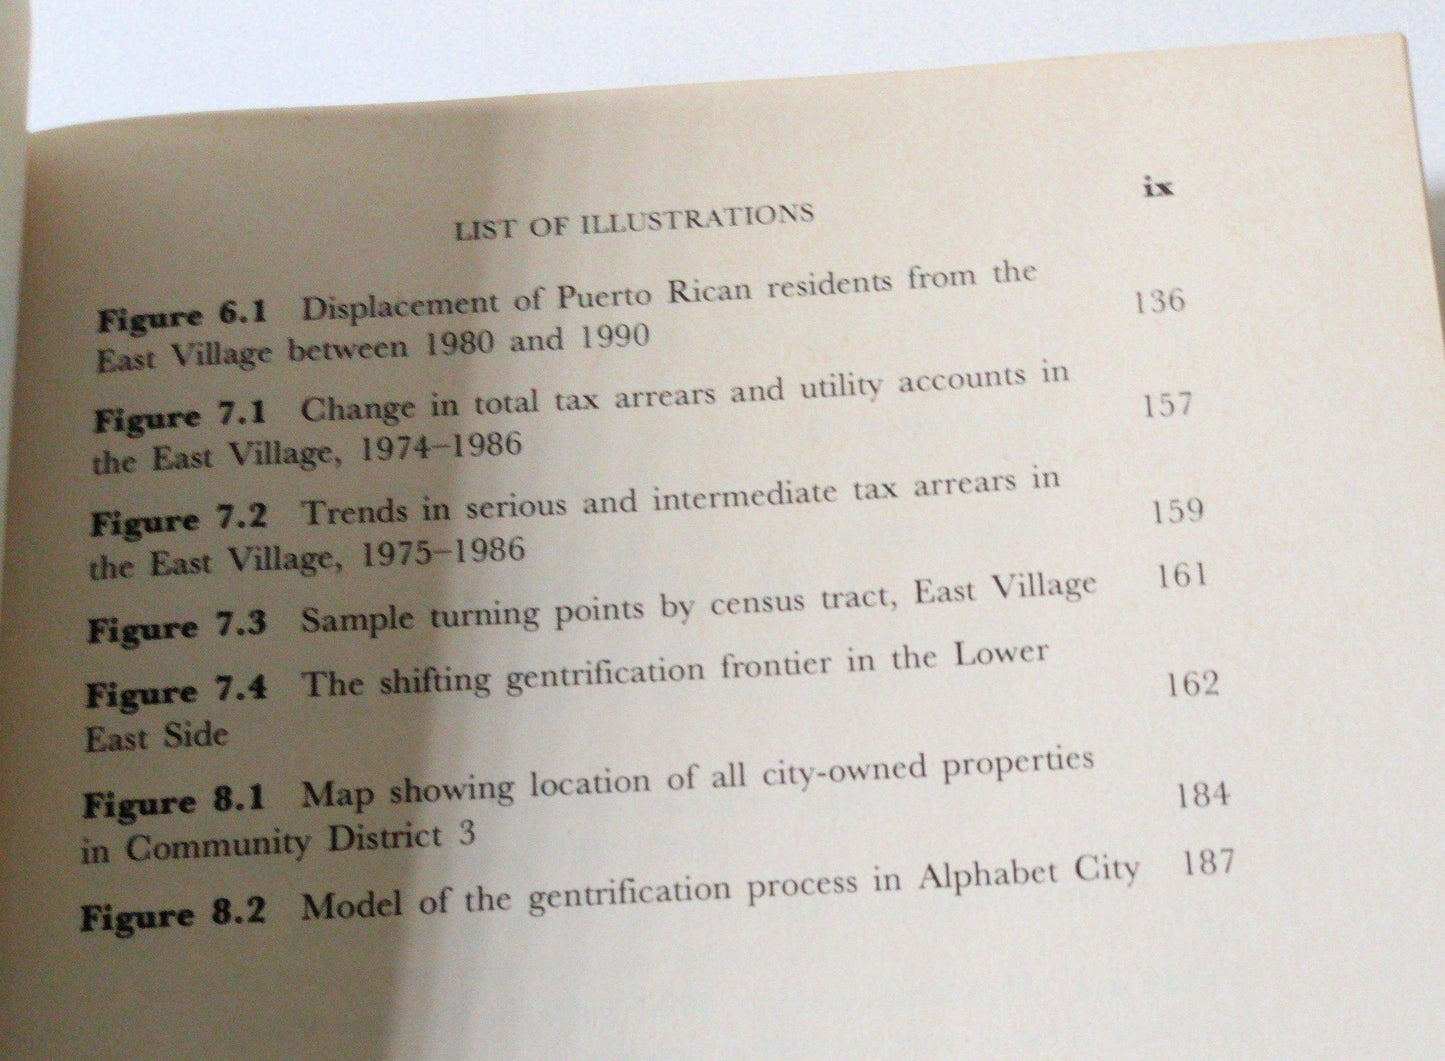 ix
LIST OF ILLUSTRATIONS
Figure 6.1 Displacement of Puerto Rican residents from the
East Village between 1980 and 1990 136
Figure 7.1 Change in total tax arrears and utility accounts in
the East Village, 1974–1986 157
Figure 7.2 Trends in serious and intermediate tax arrears in
the East Village, 1975–1986 159
Figure 7.3 Sample turning points by census tract, East Village 161
Figure 7.4 The shifting gentrification frontier in the Lower
East Side 162
Figure 8.1 Map showing location of all city-owned properties
in Community District 3 184
Figure 8.2 Model of the gentrification process in Alphabet City 187